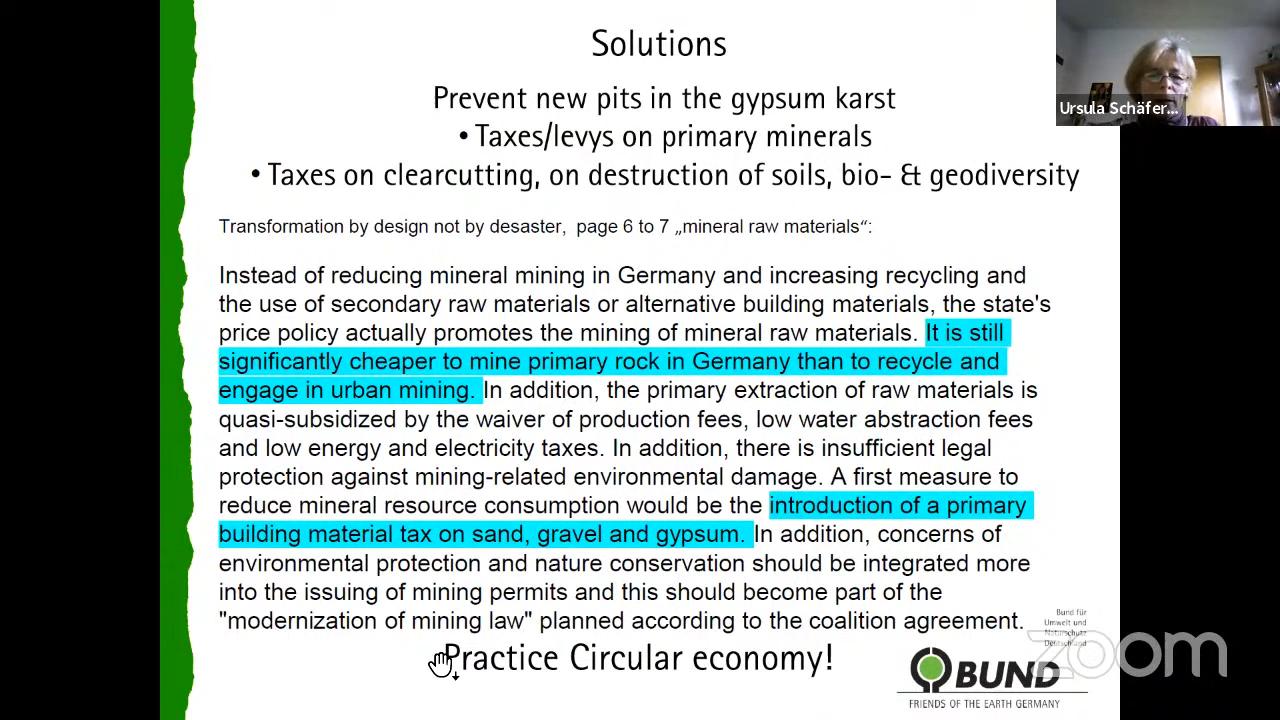 Solutions
Prevent new pits in the gypsum karst
• Taxes/levys on primary minerals
• Taxes on clearcutting, on destruction of soils, bio- & geodiversity
Ursula Schäfer...
Transformation by design not by desaster, page 6 to 7 „mineral raw materials“:
Instead of reducing mineral mining in Germany and increasing recycling and
the use of secondary raw materials or alternative building materials, the state's
price policy actually promotes the mining of mineral raw materials. It is still
significantly cheaper to mine primary rock in Germany than to recycle and
engage in urban mining. In addition, the primary extraction of raw materials is
quasi-subsidized by the waiver of production fees, low water abstraction fees
and low energy and electricity taxes. In addition, there is insufficient legal
protection against mining-related environmental damage. A first measure to
reduce mineral resource consumption would be the introduction of a primary
building material tax on sand, gravel and gypsum. In addition, concerns of
environmental protection and nature conservation should be integrated more
into the issuing of mining permits and this should become part of the
"modernization of mining law" planned according to the coalition agreement.
Practice Circular economy!
Bund für
Umwelt und
Naturschutz
Deutschland
zoom
BUND
FRIENDS OF THE EARTH GERMANY